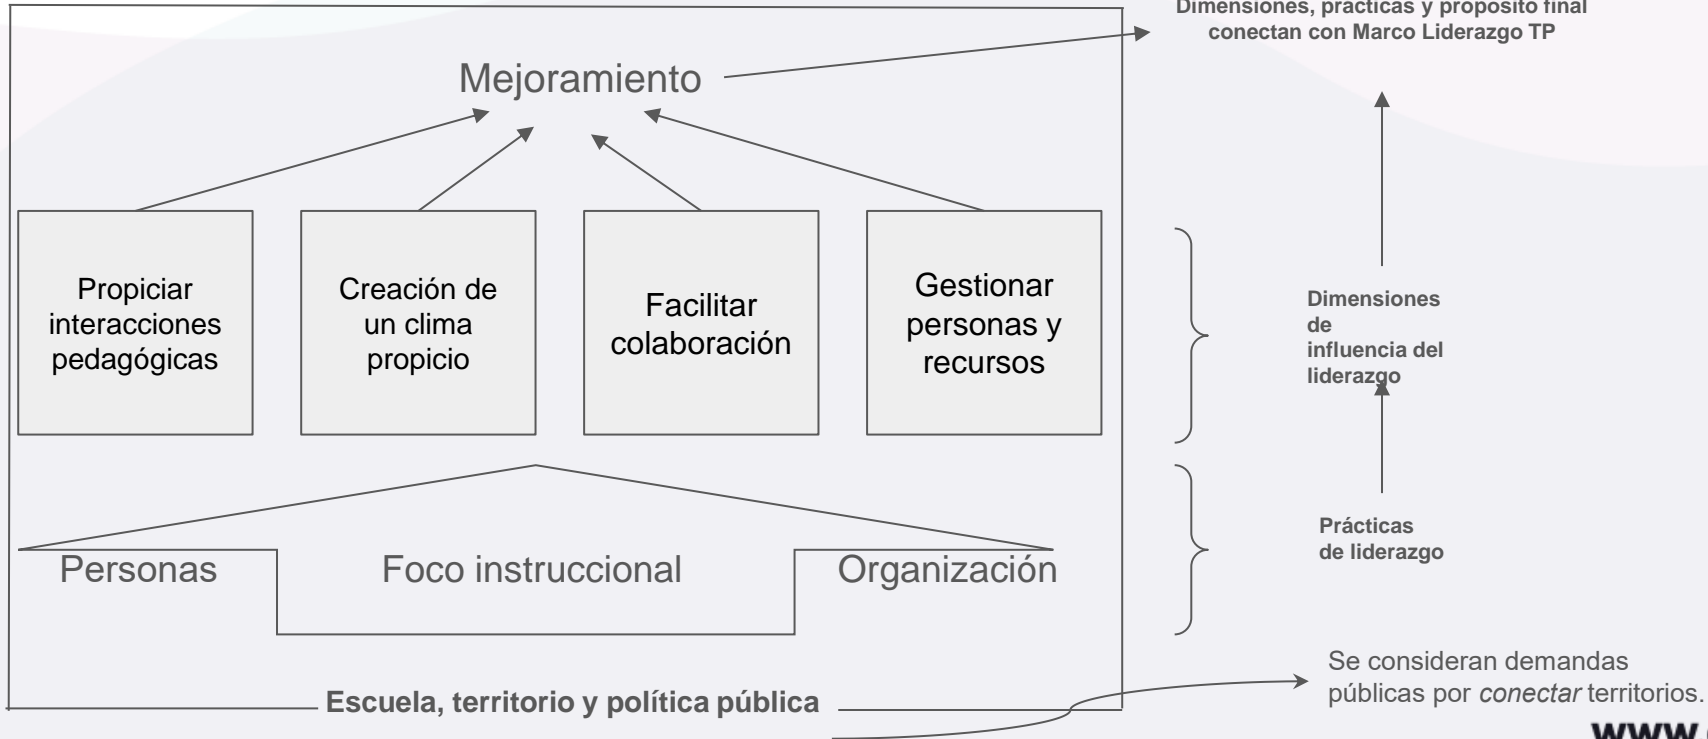 Dimensiones, prácticas y propósito final
conectan con Marco Liderazgo TP
Mejoramiento
Propiciar
interacciones
pedagógicas
Creación de
un clima
propicio
Facilitar
colaboración
Gestionar
personas y
recursos
Dimensiones
de
influencia del
liderazgo
Personas
Foco instruccional
Organización
Prácticas
de liderazgo
Escuela, territorio y política pública
Se consideran demandas
públicas por conectar territorios.
www.